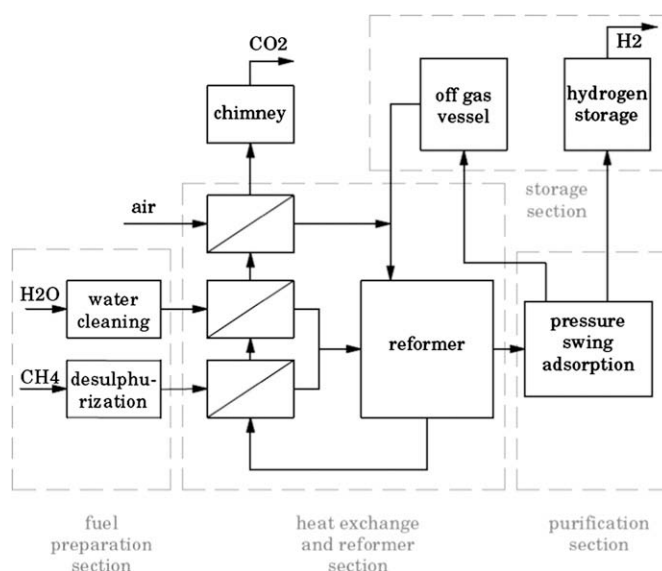 CO2
H2
chimney
off gas
vessel
hydrogen
storage
storage
section
air
H2O
water
cleaning
reformer
pressure
swing
adsorption
CH4
desulphu-
rization
fuel
preparation
section
heat exchange
and reformer
section
purification
section